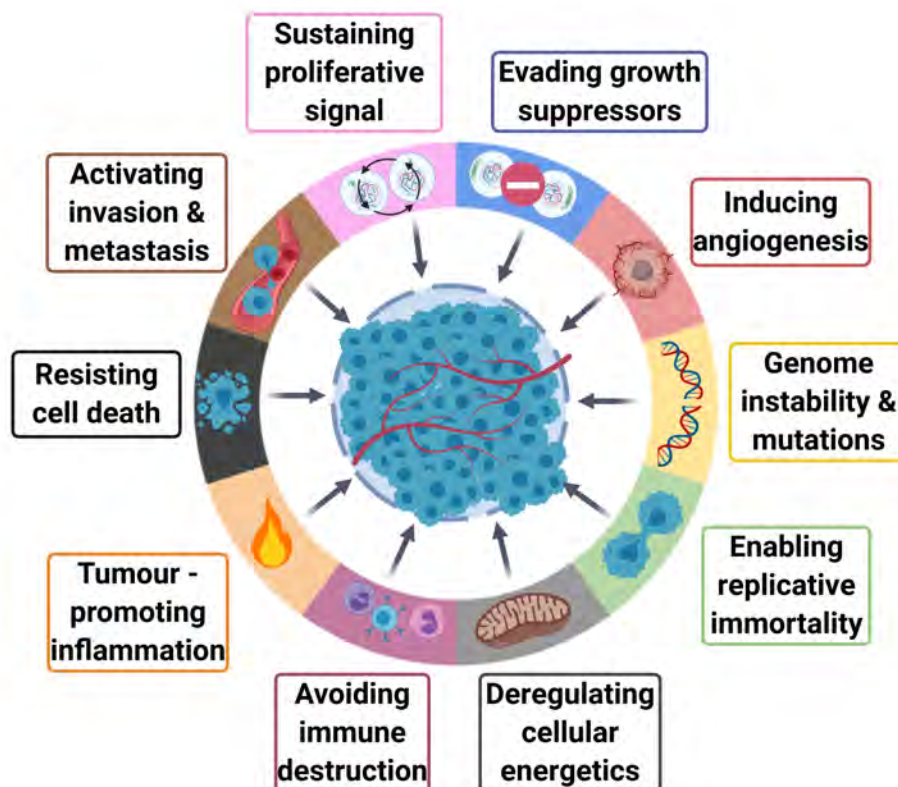 Sustaining
proliferative
signal
Evading growth
suppressors
Activating
invasion &
metastasis
Inducing
angiogenesis
Resisting
cell death
Genome
instability &
mutations
Tumour -
promoting
inflammation
Enabling
replicative
immortality
Avoiding
immune
destruction
Deregulating
cellular
energetics